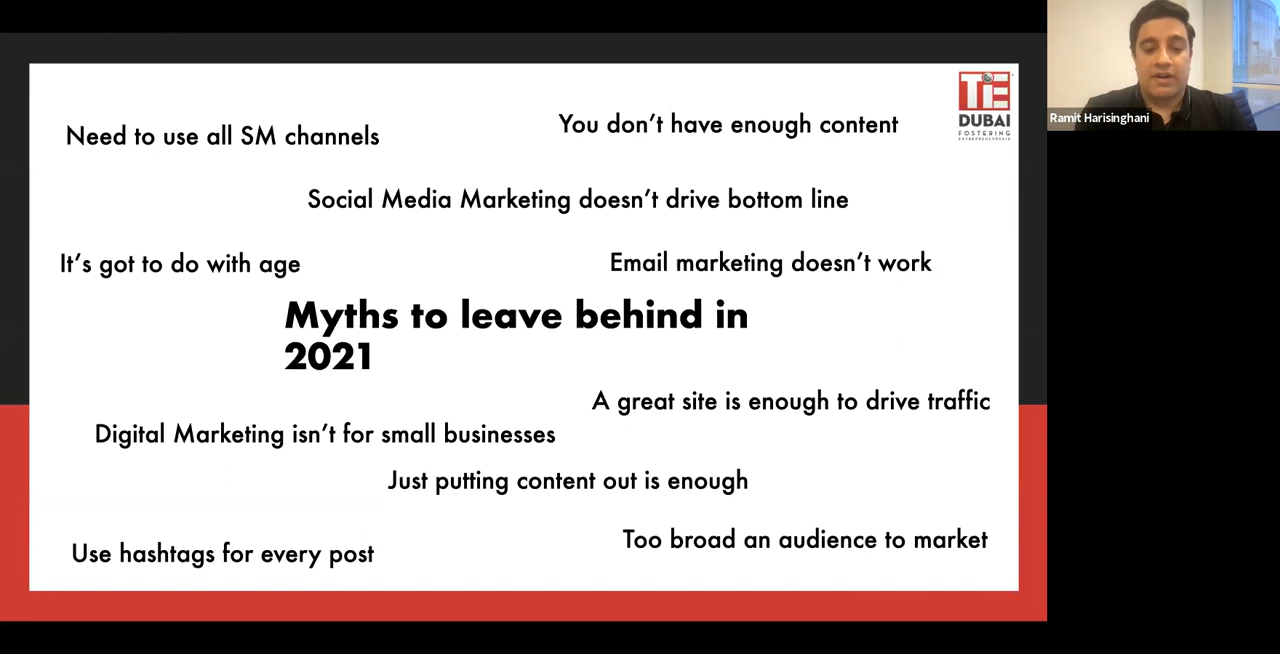 Need to use all SM channels
You don't have enough content
TiE
DUBAI
FOSTERING
ENTREPRENEURSHIP
Ramit Harisinghani
Social Media Marketing doesn't drive bottom line
It's got to do with age
Email marketing doesn't work
Myths to leave behind in
2021
A great site is enough to drive traffic
Digital Marketing isn't for small businesses
Just putting content out is enough
Use hashtags for every post
Too broad an audience to market